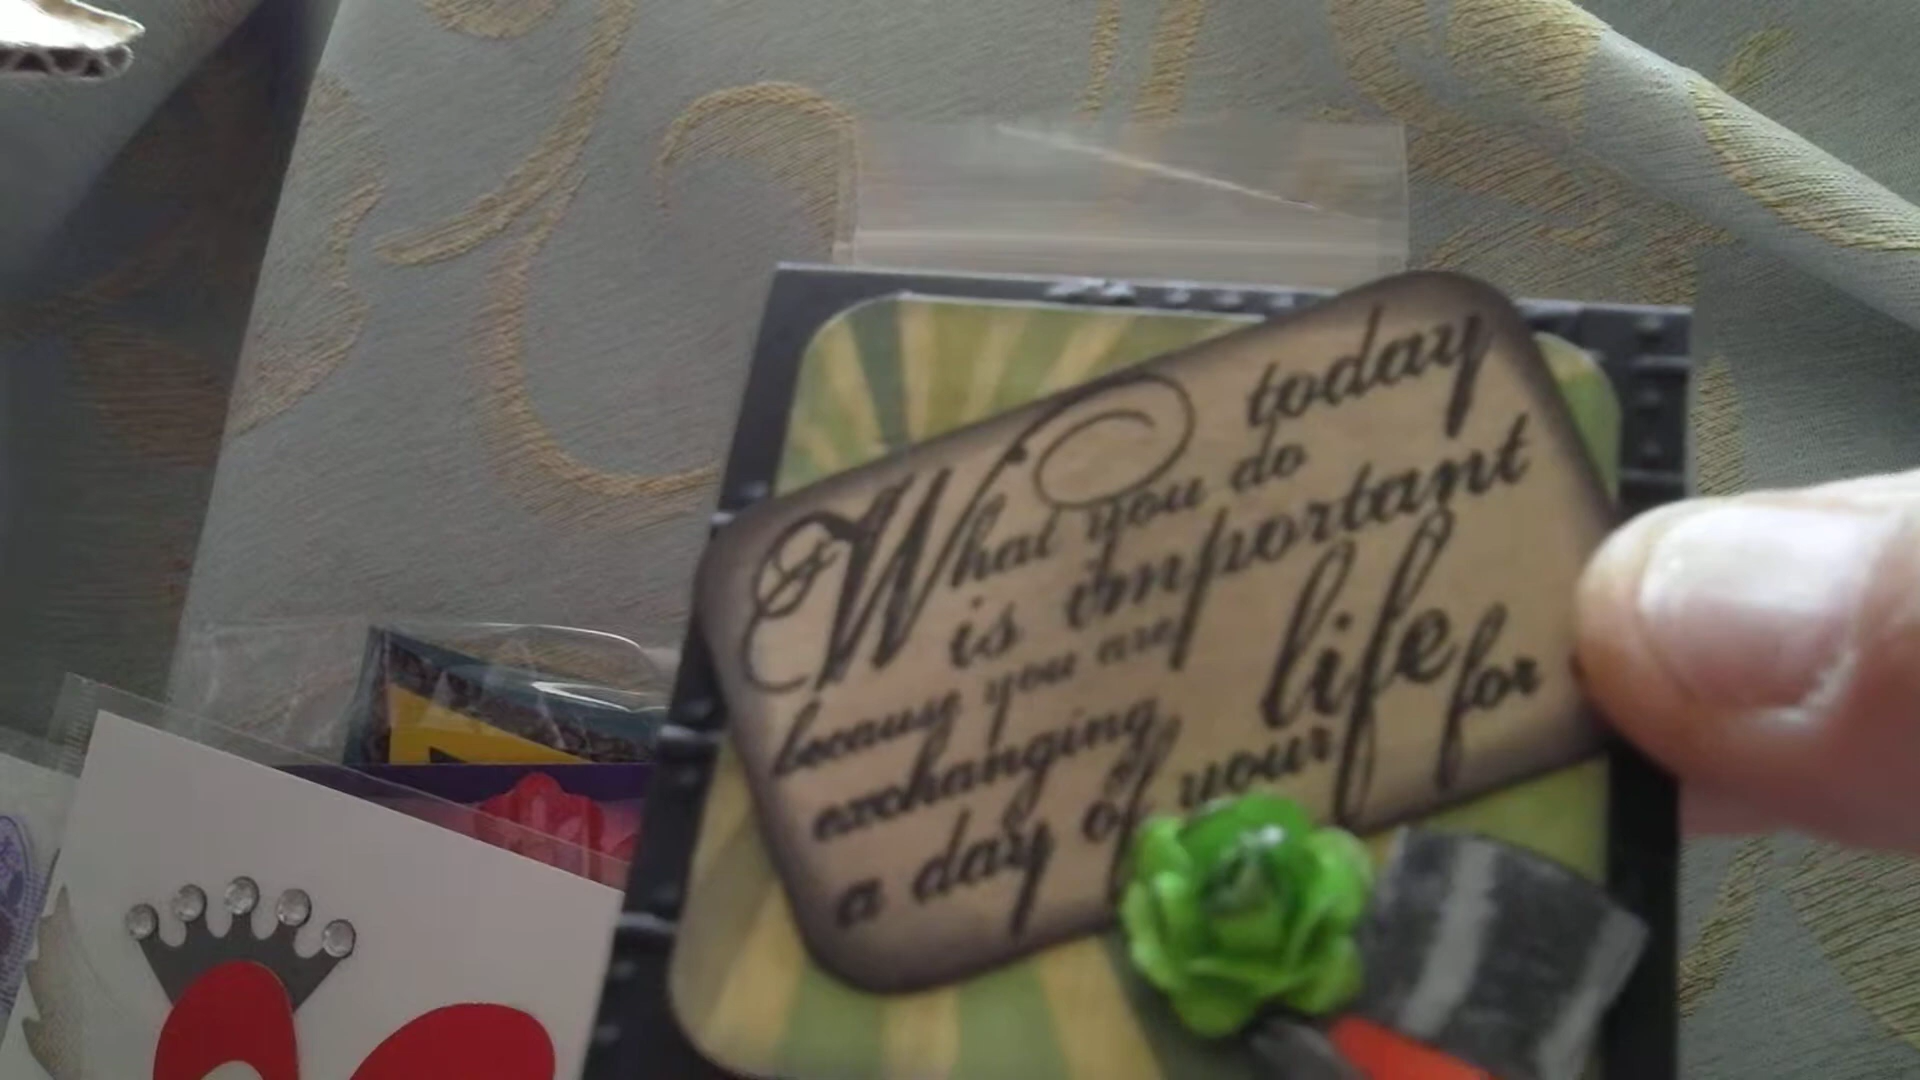 What you do today
is important
because you are
exchanging
a day of your life for